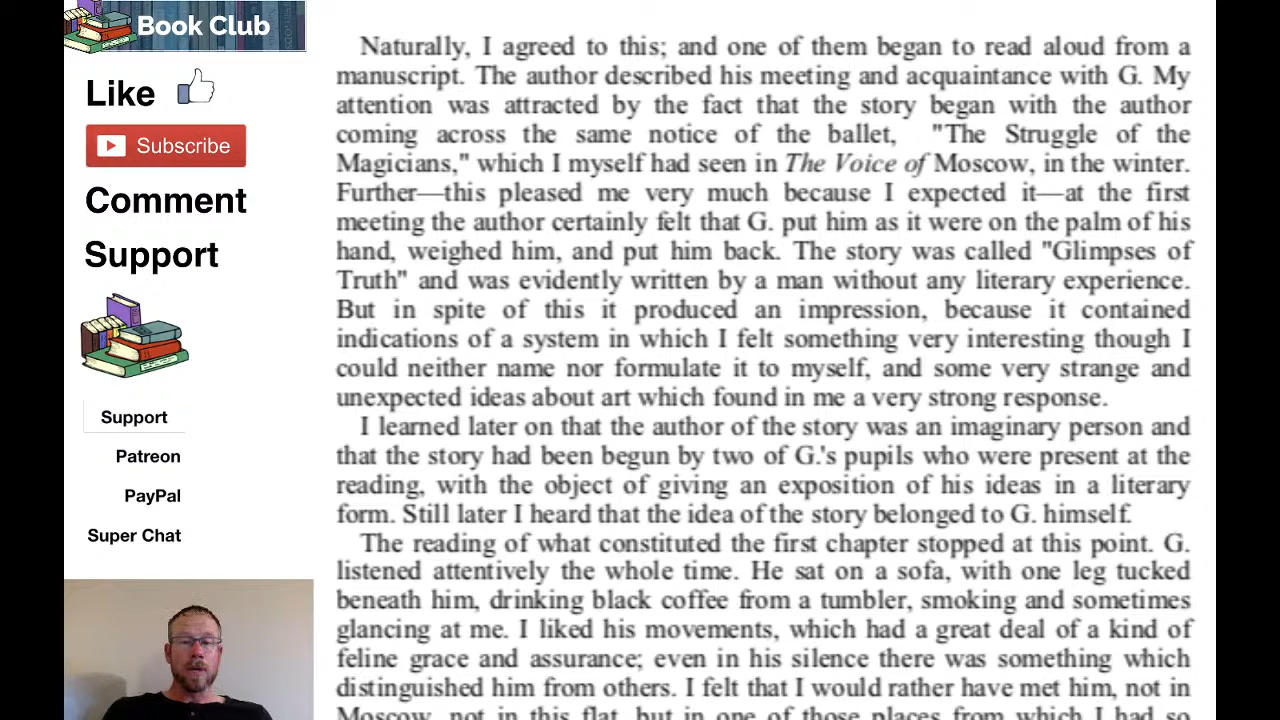 Book Club
Like
Subscribe
Comment
Support
Support
Patreon
PayPal
Super Chat
Naturally, I agreed to this; and one of them began to read aloud from a
manuscript. The author described his meeting and acquaintance with G. My
attention was attracted by the fact that the story began with the author
coming across the same notice of the ballet, "The Struggle of the
Magicians," which I myself had seen in The Voice of Moscow, in the winter.
Further—this pleased me very much because I expected it—at the first
meeting the author certainly felt that G. put him as it were on the palm of his
hand, weighed him, and put him back. The story was called "Glimpses of
Truth" and was evidently written by a man without any literary experience.
But in spite of this it produced an impression, because it contained
indications of a system in which I felt something very interesting though I
could neither name nor formulate it to myself, and some very strange and
unexpected ideas about art which found in me a very strong response.
I learned later on that the author of the story was an imaginary person and
that the story had been begun by two of G.'s pupils who were present at the
reading, with the object of giving an exposition of his ideas in a literary
form. Still later I heard that the idea of the story belonged to G. himself.
The reading of what constituted the first chapter stopped at this point. G.
listened attentively the whole time. He sat on a sofa, with one leg tucked
beneath him, drinking black coffee from a tumbler, smoking and sometimes
glancing at me. I liked his movements, which had a great deal of a kind of
feline grace and assurance; even in his silence there was something which
distinguished him from others. I felt that I would rather have met him, not in
Moscow, not in this flat, but in one of those places from which I had so